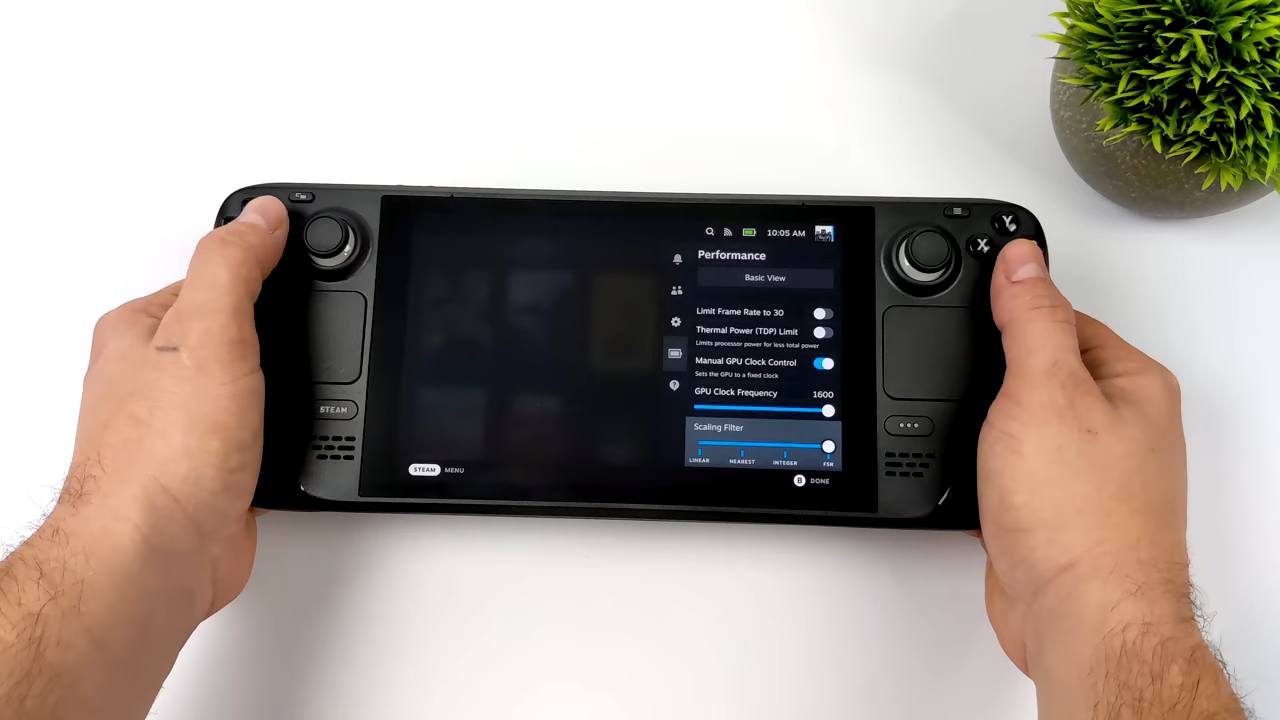 10:05 AM
Performance
Basic View
Limit Frame Rate to 30
Thermal Power (TDP) Limit
Limits processor power for less total power
Manual GPU Clock Control
Sets the GPU to a fixed clock
GPU Clock Frequency 1600
Scaling Filter
LINEAR NEAREST INTEGER FSR
STEAM MENU
B DONE
STEAM
Y
X